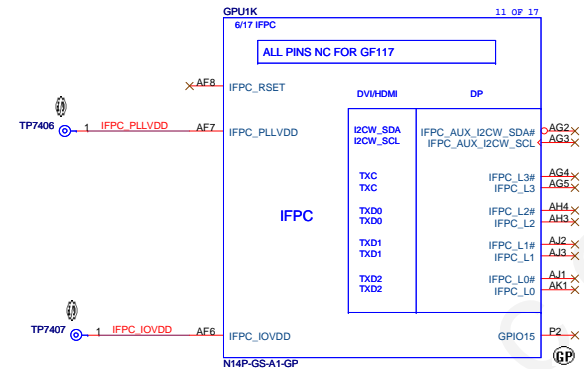 GPU1K 11 OF 17
6/17 IFPC
ALL PINS NC FOR GF117
AF8 IFPC_RSET
DVI/HDMI DP
TP7406 1 IFPC_PLLVDD AF7 IFPC_PLLVDD
I2CW_SDA IFPC_AUX_I2CW_SDA# AG2
I2CW_SCL IFPC_AUX_I2CW_SCL AG3
TXC IFPC_L3# AG4
TXC IFPC_L3 AG5
IFPC
TXD0 IFPC_L2# AH4
TXD0 IFPC_L2 AH3
TXD1 IFPC_L1# AJ2
TXD1 IFPC_L1 AJ3
TXD2 IFPC_L0# AJ1
TXD2 IFPC_L0 AK1
TP7407 1 IFPC_IOVDD AF6 IFPC_IOVDD GPIO15 P2
N14P-GS-A1-GP
GP